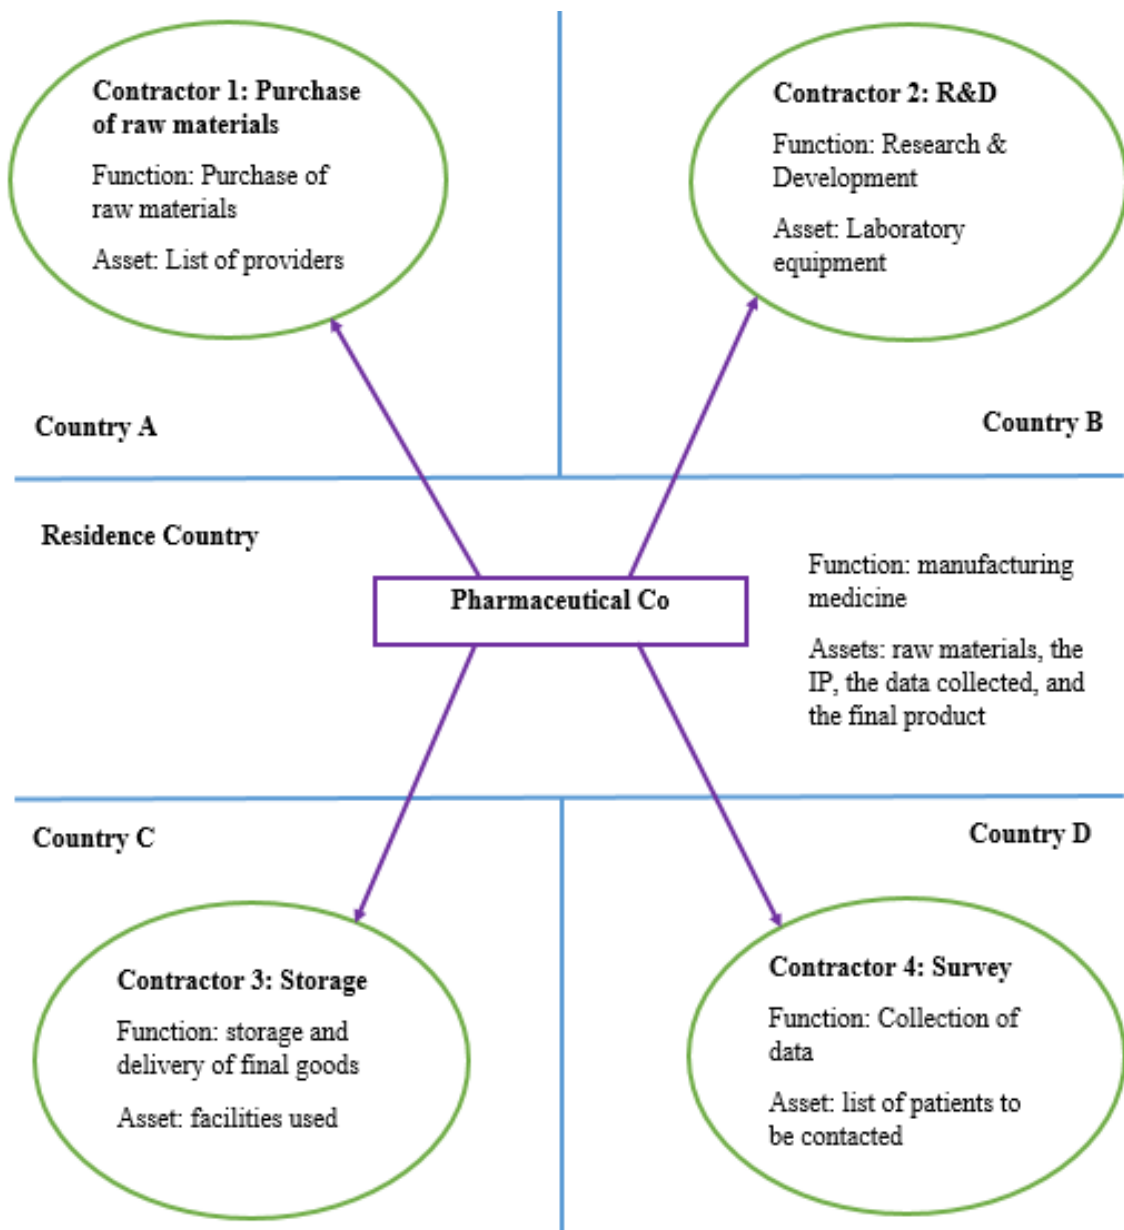 Contractor 1: Purchase
of raw materials
Function: Purchase of
raw materials
Asset: List of providers
Country A
Contractor 2: R&D
Function: Research &
Development
Asset: Laboratory
equipment
Country B
Residence Country
Pharmaceutical Co
Function: manufacturing
medicine
Assets: raw materials, the
IP, the data collected, and
the final product
Country C
Contractor 3: Storage
Function: storage and
delivery of final goods
Asset: facilities used
Country D
Contractor 4: Survey
Function: Collection of
data
Asset: list of patients to
be contacted